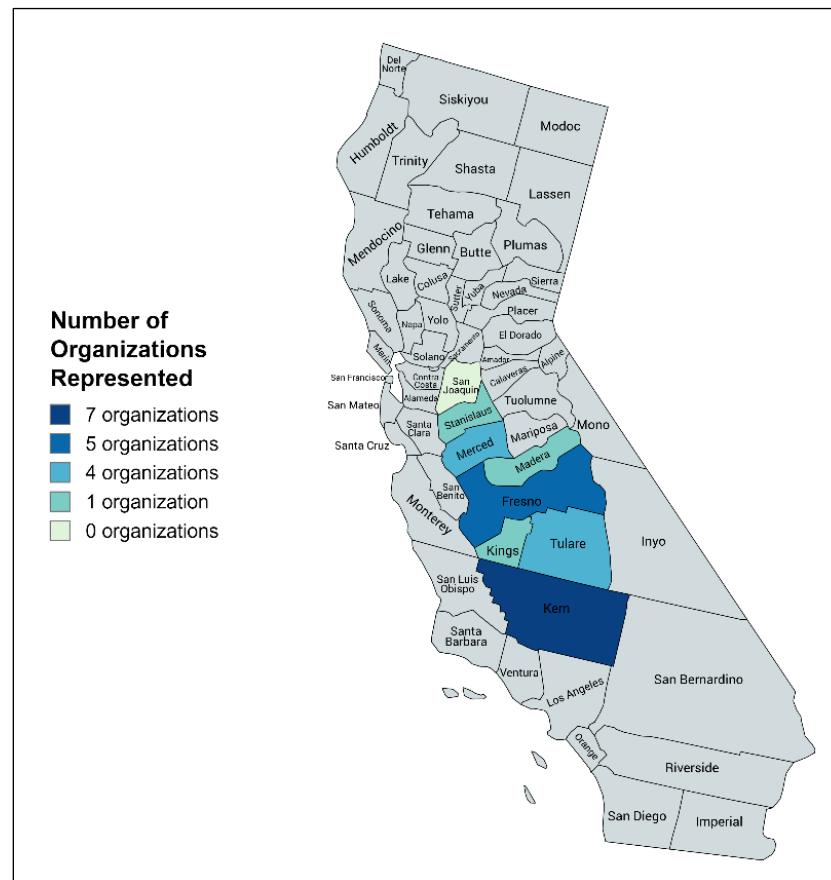 Del
Norte
Siskiyou
Modoc
Humboldt
Trinity
Shasta
Lassen
Tehama
Mendocino
Glenn
Butte
Plumas
Lake
Colusa
Sutter
Yuba
Nevada
Sierra
Placer
Sonoma
Napa
Yolo
El Dorado
Number of
Organizations
Represented
Marin
Solano
Sacramento
Amador
Alpine
San Francisco
Contra
Costa
San
Joaquin
Calaveras
Alameda
Tuolumne
San Mateo
Stanislaus
Mono
7 organizations
Santa
Clara
Mariposa
Santa Cruz
Merced
5 organizations
Madera
4 organizations
San
Benito
Fresno
1 organization
Monterey
0 organizations
Kings
Tulare
Inyo
San Luis
Obispo
Kern
Santa
Barbara
Ventura
Los Angeles
San Bernardino
Orange
Riverside
San Diego
Imperial